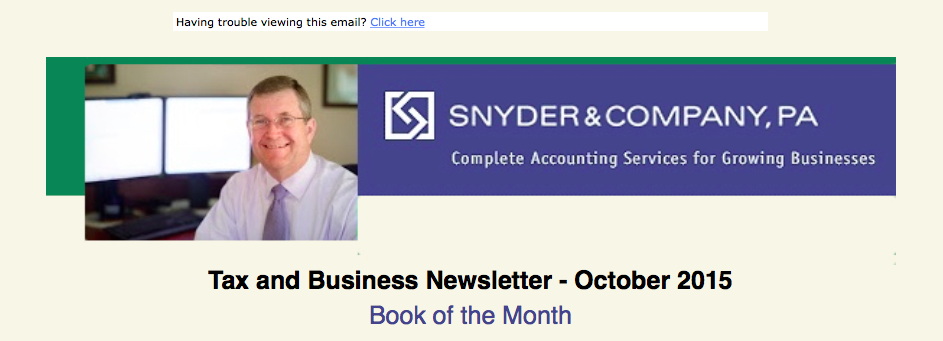 Having trouble viewing this email? Click here
SNYDER & COMPANY, PA
Complete Accounting Services for Growing Businesses
Tax and Business Newsletter - October 2015
Book of the Month